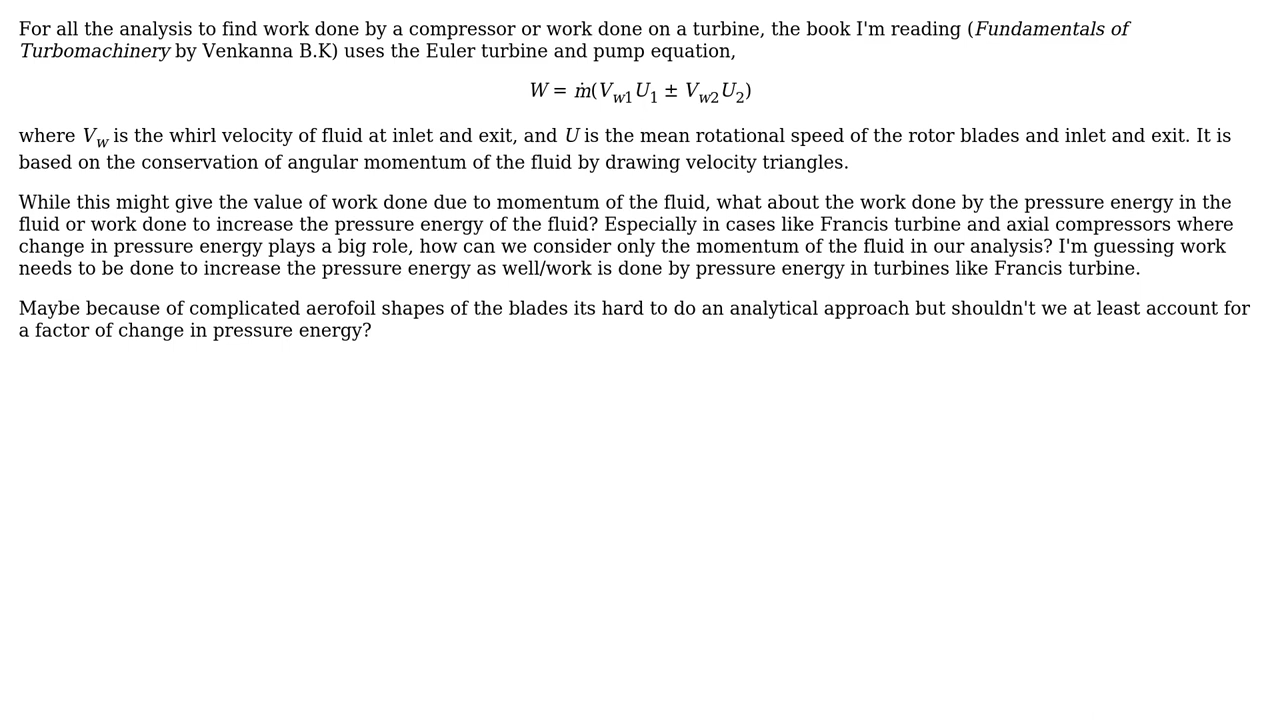 For all the analysis to find work done by a compressor or work done on a turbine, the book I'm reading (Fundamentals of
Turbomachinery by Venkanna B.K) uses the Euler turbine and pump equation,
W = ṁ(V_{w1}U_1 ± V_{w2}U_2)
where V_w is the whirl velocity of fluid at inlet and exit, and U is the mean rotational speed of the rotor blades and inlet and exit. It is
based on the conservation of angular momentum of the fluid by drawing velocity triangles.
While this might give the value of work done due to momentum of the fluid, what about the work done by the pressure energy in the
fluid or work done to increase the pressure energy of the fluid? Especially in cases like Francis turbine and axial compressors where
change in pressure energy plays a big role, how can we consider only the momentum of the fluid in our analysis? I'm guessing work
needs to be done to increase the pressure energy as well/work is done by pressure energy in turbines like Francis turbine.
Maybe because of complicated aerofoil shapes of the blades its hard to do an analytical approach but shouldn't we at least account for
a factor of change in pressure energy?